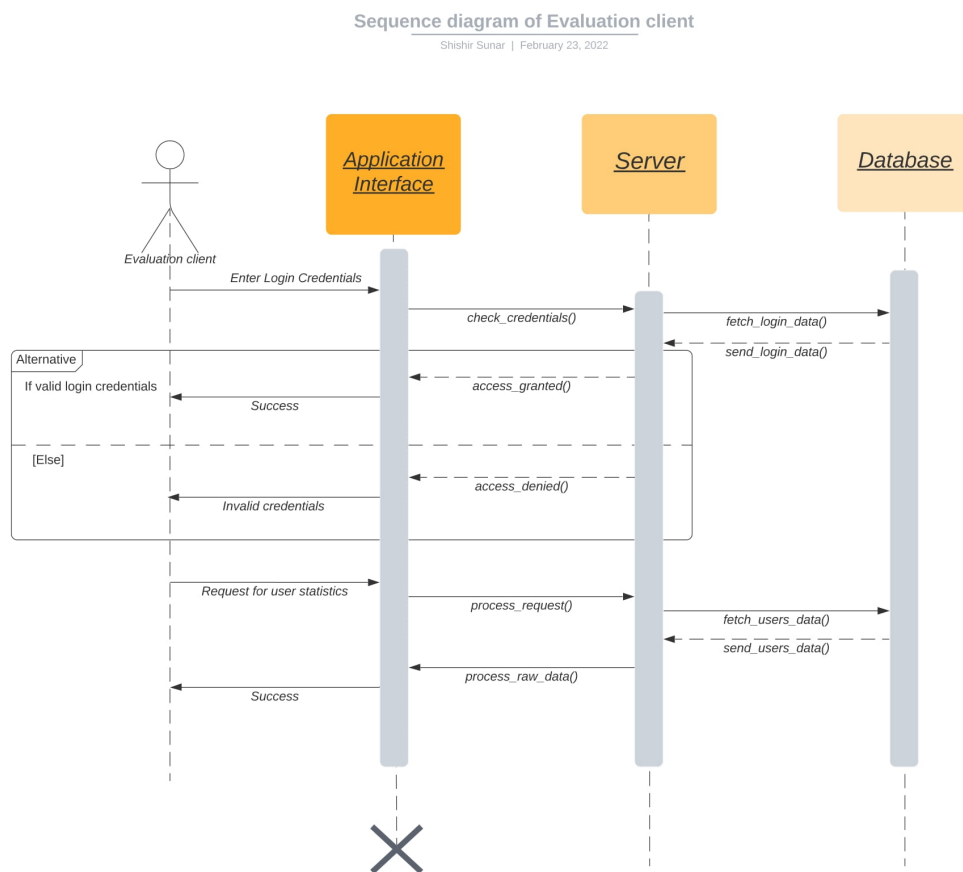 Sequence diagram of Evaluation client
Shishir Sunar | February 23, 2022
Application
Interface
Server
Database
Evaluation client
Enter Login Credentials
check_credentials()
fetch_login_data()
send_login_data()
Alternative
If valid login credentials
access_granted()
Success
[Else]
access_denied()
Invalid credentials
Request for user statistics
process_request()
fetch_users_data()
send_users_data()
process_raw_data()
Success